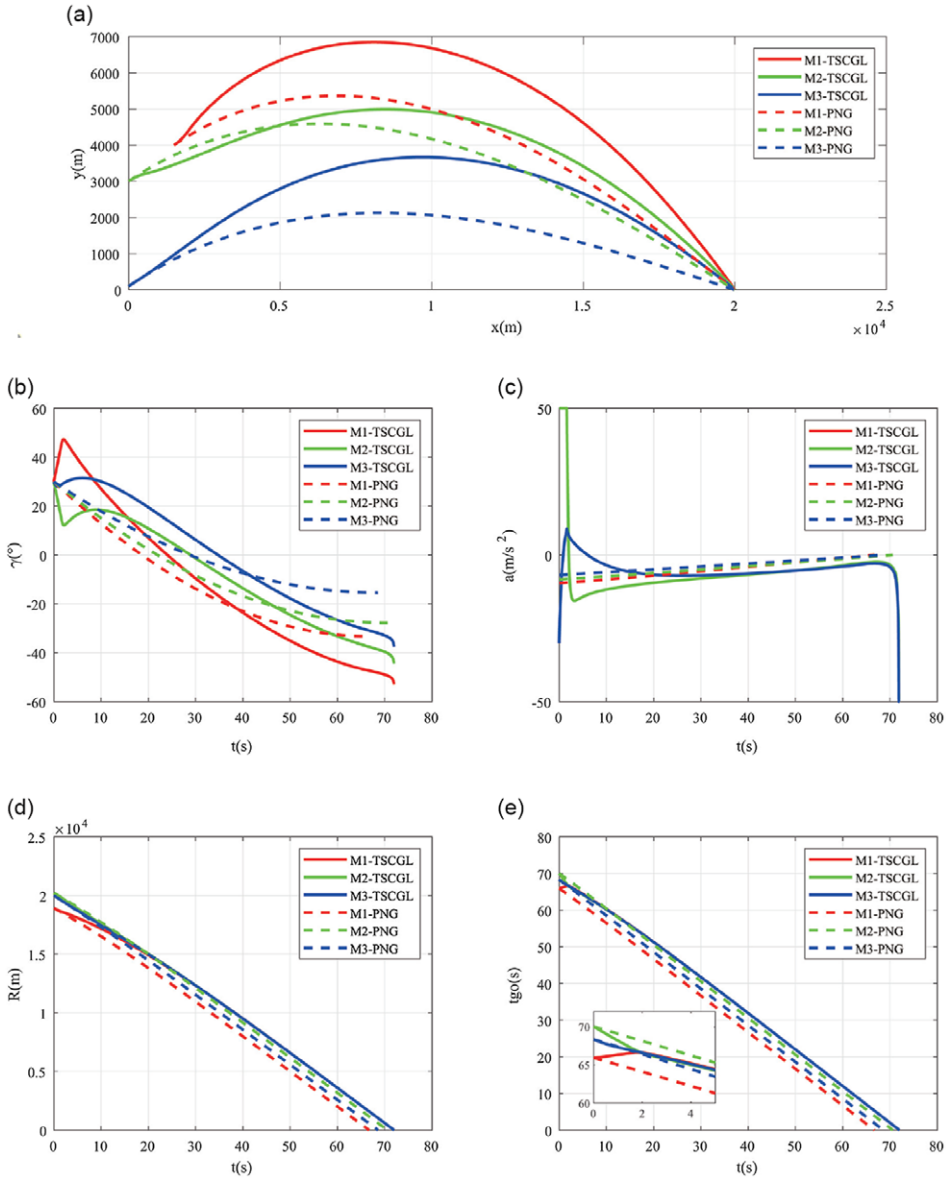 (a)
7000
6000
5000
4000
3000
2000
1000
0
y(m)
0
0.5
1
1.5
2
2.5
x(m)
×10⁴
M1-TSCGL
M2-TSCGL
M3-TSCGL
M1-PNG
M2-PNG
M3-PNG
(b)
60
40
20
0
-20
-40
-60
γ(°)
0
10
20
30
40
50
60
70
80
t(s)
M1-TSCGL
M2-TSCGL
M3-TSCGL
M1-PNG
M2-PNG
M3-PNG
(c)
50
0
-50
a(m/s²)
0
10
20
30
40
50
60
70
80
t(s)
M1-TSCGL
M2-TSCGL
M3-TSCGL
M1-PNG
M2-PNG
M3-PNG
(d)
×10⁴
2.5
20
1.5
1
0.5
0
R(m)
0
10
20
30
40
50
60
70
80
t(s)
M1-TSCGL
M2-TSCGL
M3-TSCGL
M1-PNG
M2-PNG
M3-PNG
(e)
80
70
60
50
40
30
20
10
0
tgo(s)
0
10
20
30
40
50
60
70
80
t(s)
M1-TSCGL
M2-TSCGL
M3-TSCGL
M1-PNG
M2-PNG
M3-PNG
70
65
60
0
2
4